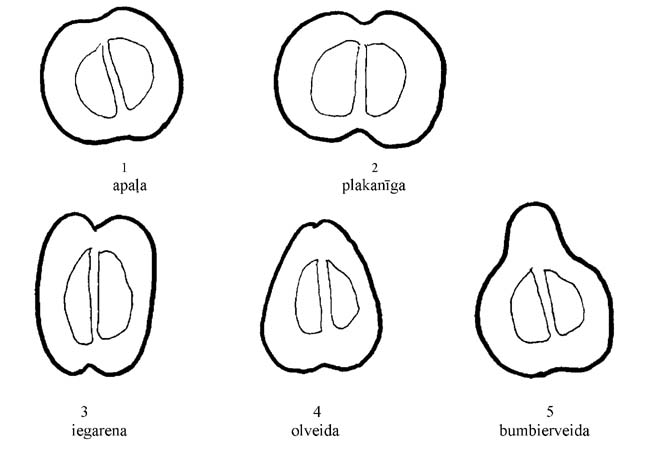 1
apaļa
2
plakanīga
3
iegarena
4
olveida
5
bumbierveida